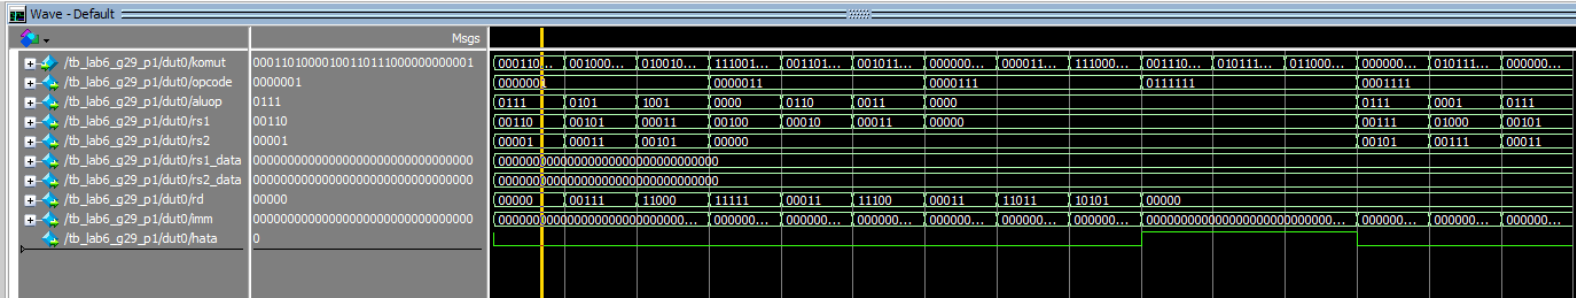 Wave - Default
Msgs
/tb_lab6_g29_p1/dut0/komut 00011010000100110111000000000001 000110... 001000... 010010... 111001... 001101... 001011... 000000... 000011... 111000... 001110... 010111... 011000... 000000... 010111... 000000...
/tb_lab6_g29_p1/dut0/opcode 0000001 0000001 0000011 0000111 0111111 0001111
/tb_lab6_g29_p1/dut0/aluop 0111 0111 0101 1001 0000 0110 0011 0000 0111 0001 0111
/tb_lab6_g29_p1/dut0/rs1 00110 00110 00101 00011 00100 00010 00011 00000 00111 01000 00101
/tb_lab6_g29_p1/dut0/rs2 00001 00001 00011 00101 00000 00101 00111 00011
/tb_lab6_g29_p1/dut0/rs1_data 00000000000000000000000000000000 00000000000000000000000000000000
/tb_lab6_g29_p1/dut0/rs2_data 00000000000000000000000000000000 00000000000000000000000000000000
/tb_lab6_g29_p1/dut0/rd 00000 00000 00111 11000 11111 00011 11100 00011 11011 10101 00000
/tb_lab6_g29_p1/dut0/imm 00000000000000000000000000000000 000000000000000000000000000... 000000... 000000... 000000... 000000... 000000... 000000... 00000000000000000000000000000... 000000... 000000... 000000...
/tb_lab6_g29_p1/dut0/hata 0